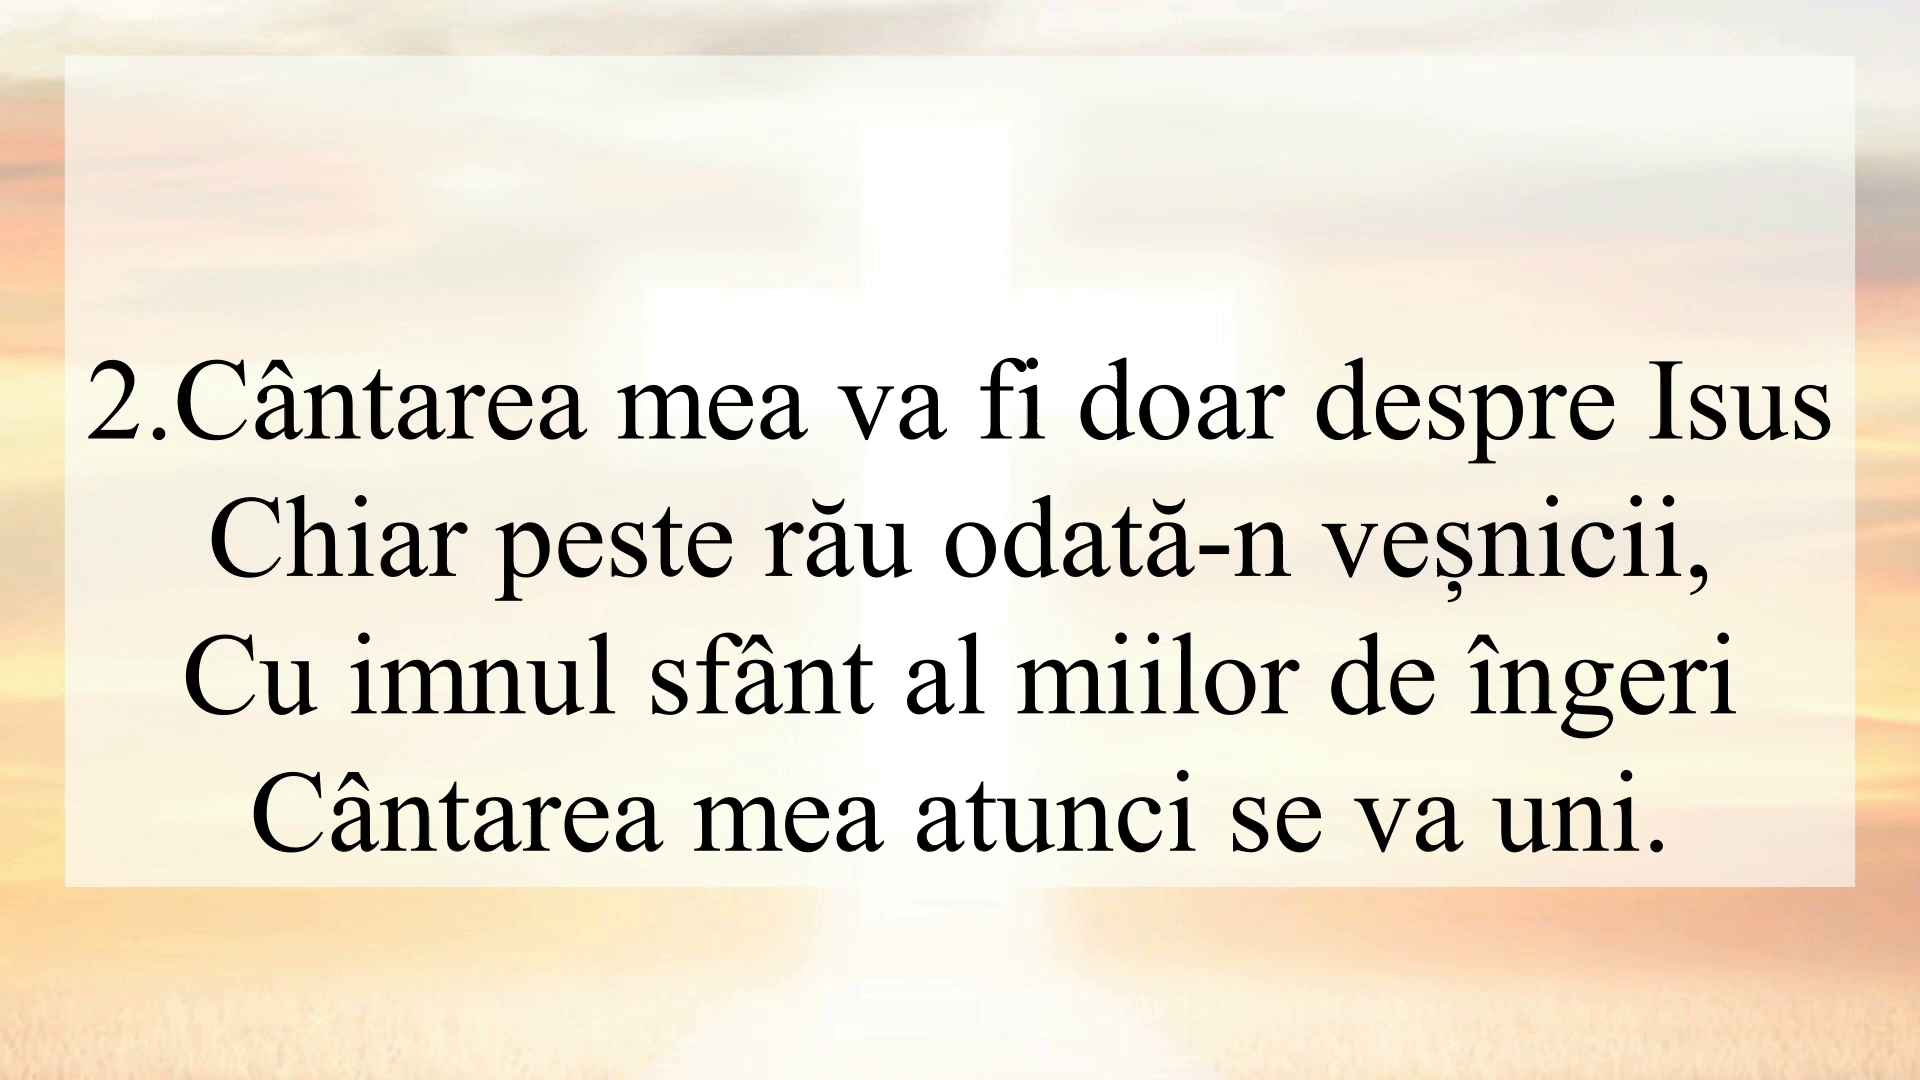 2.Cântarea mea va fi doar despre Isus
Chiar peste rău odată-n veșnicii,
Cu imnul sfânt al miilor de îngeri
Cântarea mea atunci se va uni.